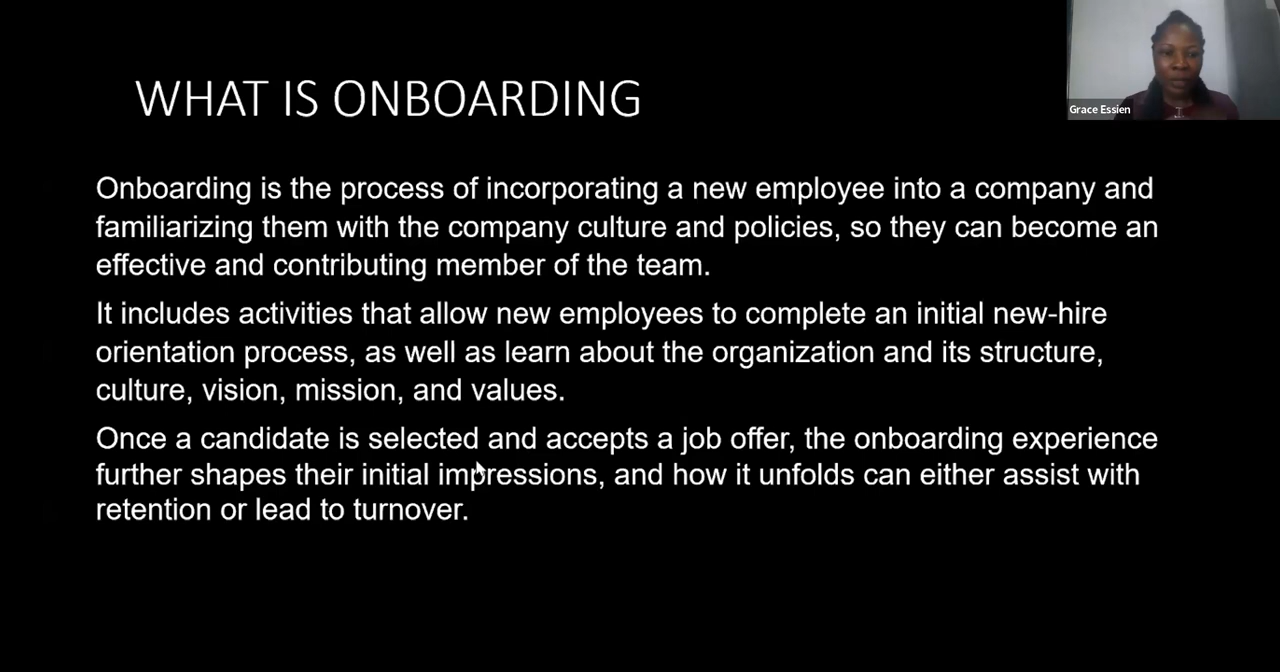 WHAT IS ONBOARDING
Grace Essien
Onboarding is the process of incorporating a new employee into a company and
familiarizing them with the company culture and policies, so they can become an
effective and contributing member of the team.
It includes activities that allow new employees to complete an initial new-hire
orientation process, as well as learn about the organization and its structure,
culture, vision, mission, and values.
Once a candidate is selected and accepts a job offer, the onboarding experience
further shapes their initial impressions, and how it unfolds can either assist with
retention or lead to turnover.